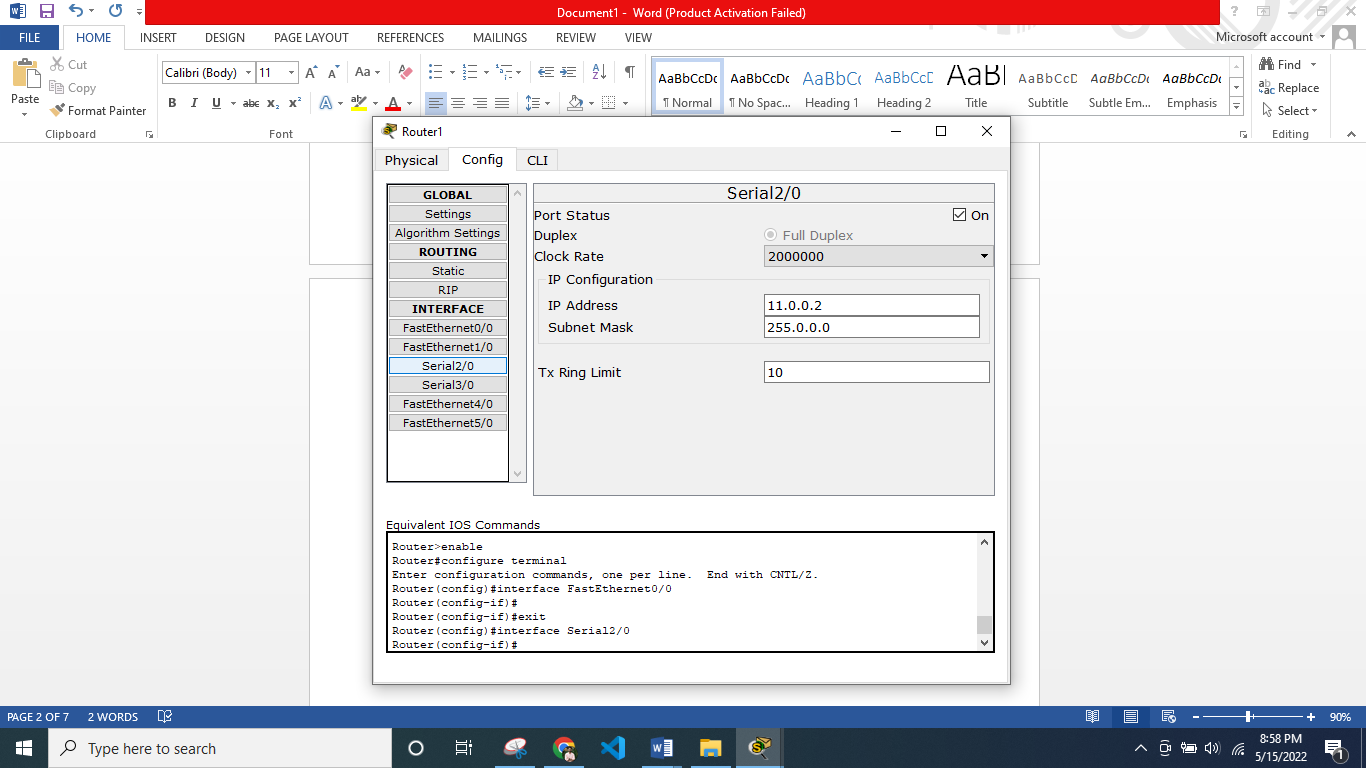 Document1 - Word (Product Activation Failed)
FILE HOME INSERT DESIGN PAGE LAYOUT REFERENCES MAILINGS REVIEW VIEW Microsoft account
Paste
Cut
Copy
Format Painter
Clipboard
Calibri (Body) 11
Font
AaBbCcDc
¶ Normal
AaBbCcDc
¶ No Spac...
AaBbCc
Heading 1
AaBbCcD
Heading 2
AaBl
Title
AaBbCcD
Subtitle
AaBbCcDc
Subtle Em...
AaBbCcDc
Emphasis
Find
Replace
Select
Editing
Router1
Physical Config CLI
GLOBAL
Settings
Algorithm Settings
ROUTING
Static
RIP
INTERFACE
FastEthernet0/0
FastEthernet1/0
Serial2/0
Serial3/0
FastEthernet4/0
FastEthernet5/0
Serial2/0
Port Status On
Duplex Full Duplex
Clock Rate 2000000
IP Configuration
IP Address 11.0.0.2
Subnet Mask 255.0.0.0
Tx Ring Limit 10
Equivalent IOS Commands
Router>enable
Router#configure terminal
Enter configuration commands, one per line.  End with CNTL/Z.
Router(config)#interface FastEthernet0/0
Router(config-if)#
Router(config-if)#exit
Router(config)#interface Serial2/0
Router(config-if)#
PAGE 2 OF 7 2 WORDS 90%
Type here to search
8:58 PM
5/15/2022
1